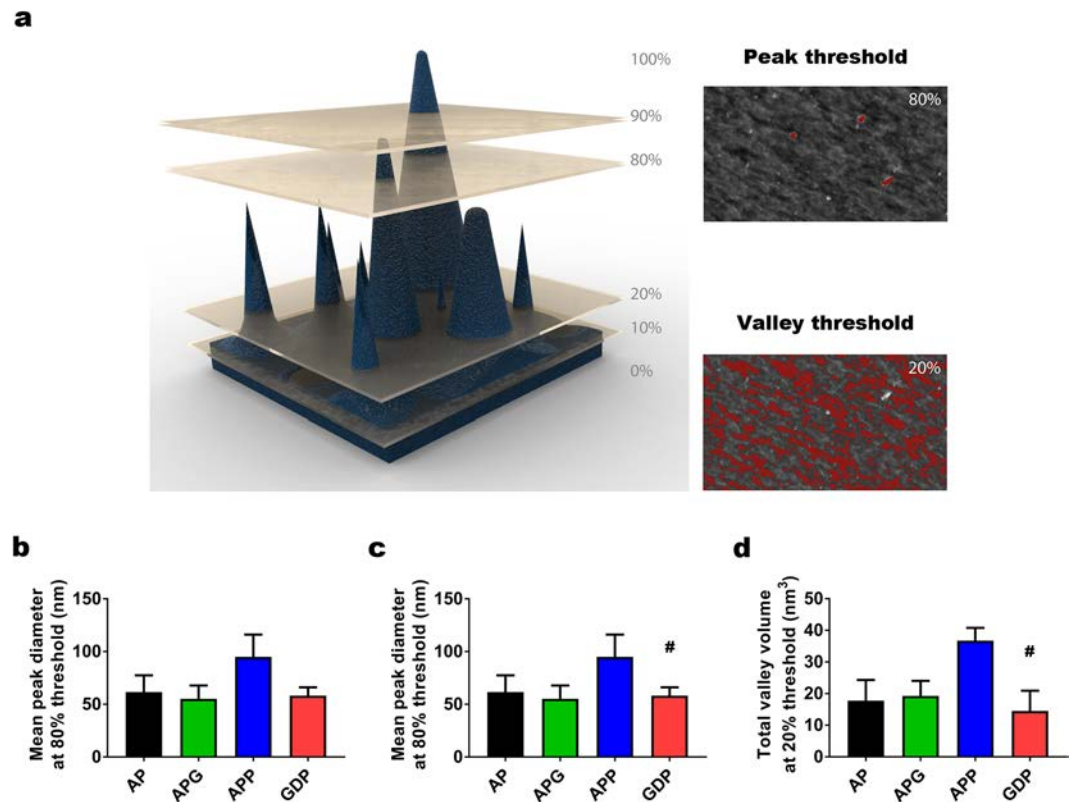 a
100%
90%
80%
20%
10%
0%
Peak threshold
80%
Valley threshold
20%
b
Mean peak diameter
at 80% threshold (nm)
150
100
50
0
AP
APG
APP
GDP
c
Mean peak diameter
at 80% threshold (nm)
150
100
50
0
#
AP
APG
APP
GDP
d
Total valley volume
at 20% threshold (nm³)
50
40
30
20
10
0
#
AP
APG
APP
GDP